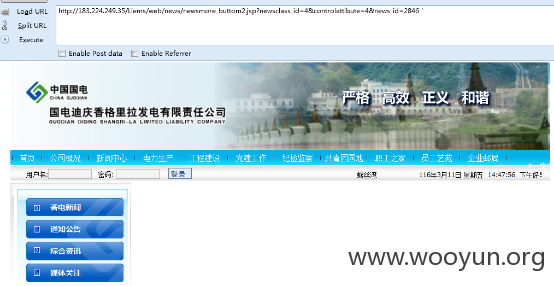 Load URL
http://183.224.249.35/Liems/web/news/newsmore_buttom2.jsp?newsclass_id=4&controlattibute=4&news_id=2846 '
Split URL
Execute
Enable Post data Enable Referrer
中国国电
CHINA GUODIAN
国电迪庆香格里拉发电有限责任公司
GUODIAN DIQING SHANGRI-LA LIMITED LIABILITY COMPANY
严格 高效 正义 和谐
首页 公司概况 新闻中心 电力生产 工程建设 党建工作 纪检监察 共青团园地 职工之家 员工艺苑 企业邮局
用户名: 密码: 登录 116年3月11日 星期五 14:47:56 下午好!
香电新闻
通知公告
综合资讯
媒体关注
www.wooyun.org